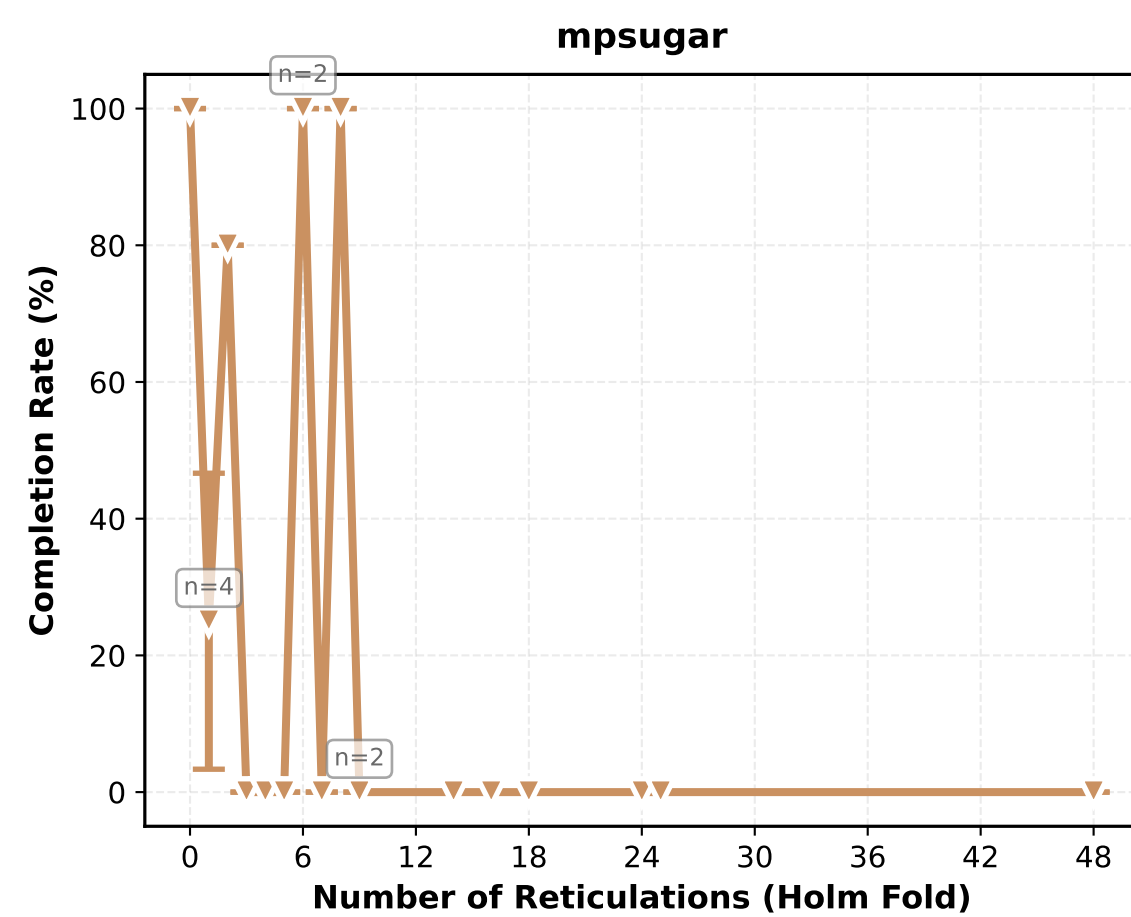 mpsugar
n=2
100
80
60
40
20
0
n=4
n=2
0 6 12 18 24 30 36 42 48
Completion Rate (%)
Number of Reticulations (Holm Fold)